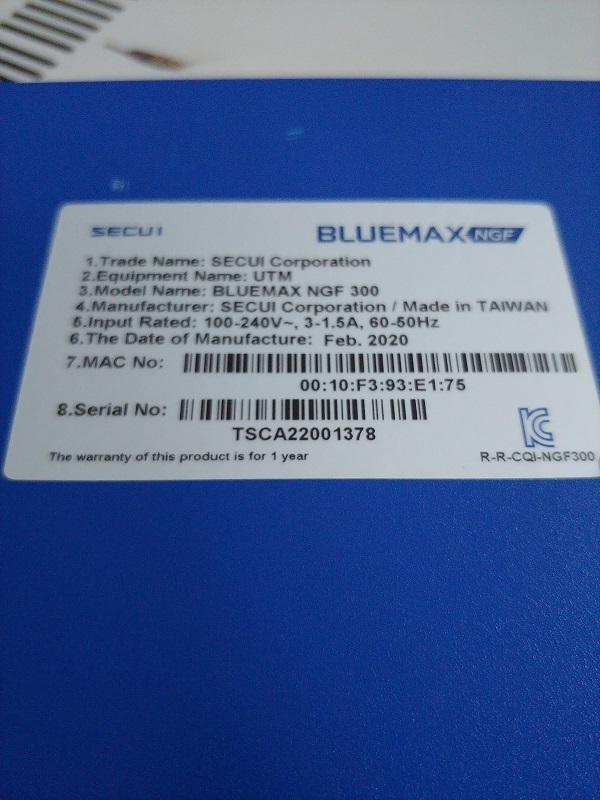 SECUI
BLUEMAX NGF
1.Trade Name: SECUI Corporation
2.Equipment Name: UTM
3.Model Name: BLUEMAX NGF 300
4.Manufacturer: SECUI Corporation / Made in TAIWAN
5.Input Rated: 100-240V~, 3-1.5A, 60-50Hz
6.The Date of Manufacture: Feb. 2020
7.MAC No:
00:10:F3:93:E1:75
8.Serial No:
TSCA22001378
The warranty of this product is for 1 year
R-R-CQI-NGF300